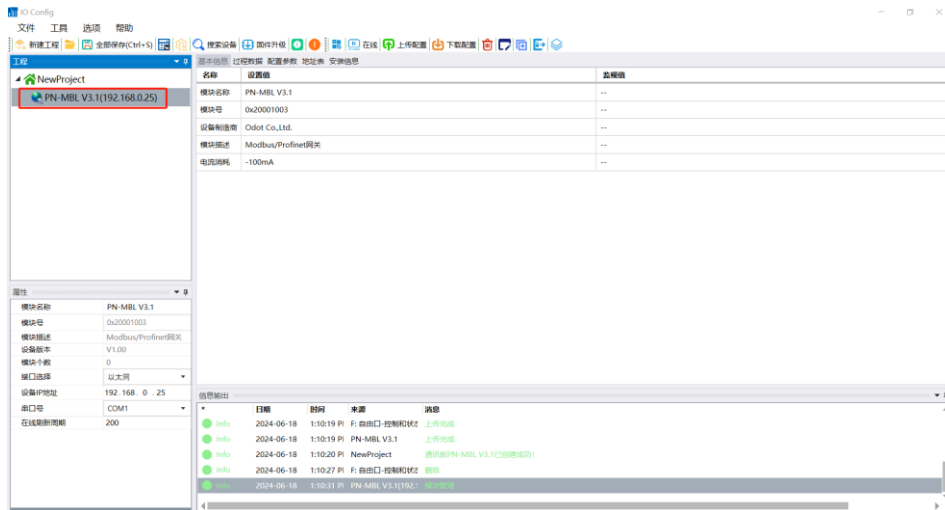 IO Config
文件 工具 选项 帮助
新建工程 全部保存(Ctrl+S) 搜索设备 固件升级 在线 上传配置 下载配置
工程
NewProject
PN-MBL V3.1(192.168.0.25)
基本信息 过程数据 配置参数 地址表 安装信息
名称 设置值 监视值
模块名称 PN-MBL V3.1 --
模块号 0x20001003 --
设备制造商 Odot Co.,Ltd. --
模块描述 Modbus/Profinet网关 --
电流消耗 -100mA --
属性
模块名称 PN-MBL V3.1
模块号 0x20001003
模块描述 Modbus/Profinet网关
设备版本 V1.00
模块个数 0
接口选择 以太网
设备IP地址 192.168. 0 . 25
串口号 COM1
在线刷新周期 200
信息输出
日期 时间 来源 消息
Info 2024-06-18 1:10:19 P F: 自由口-控制和状态 上传完成
Info 2024-06-18 1:10:19 P PN-MBL V3.1 上传完成
Info 2024-06-18 1:10:20 P NewProject 通讯板PN-MBL V3.1已创建成功!
Info 2024-06-18 1:10:27 P F: 自由口-控制和状态 删除
Info 2024-06-18 1:10:31 P PN-MBL V3.1(192.1 模块管理